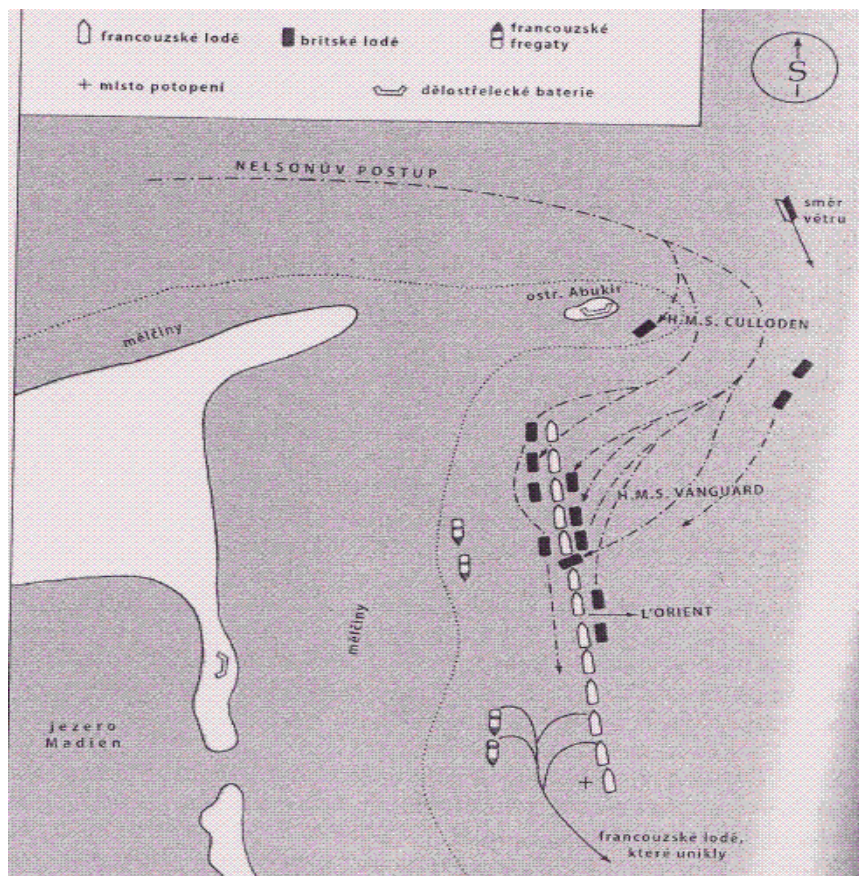 francouzské lodě
britské lodě
francouzské
fregaty
místo potopení
dělostřelecké baterie
S
NELSONŮV POSTUP
směr
větru
ostr. Abukir
mělčiny
H.M.S. CULLODEN
H.M.S. VANGUARD
L'ORIENT
mělčiny
jezero
Madien
francouzské lodě,
které unikly